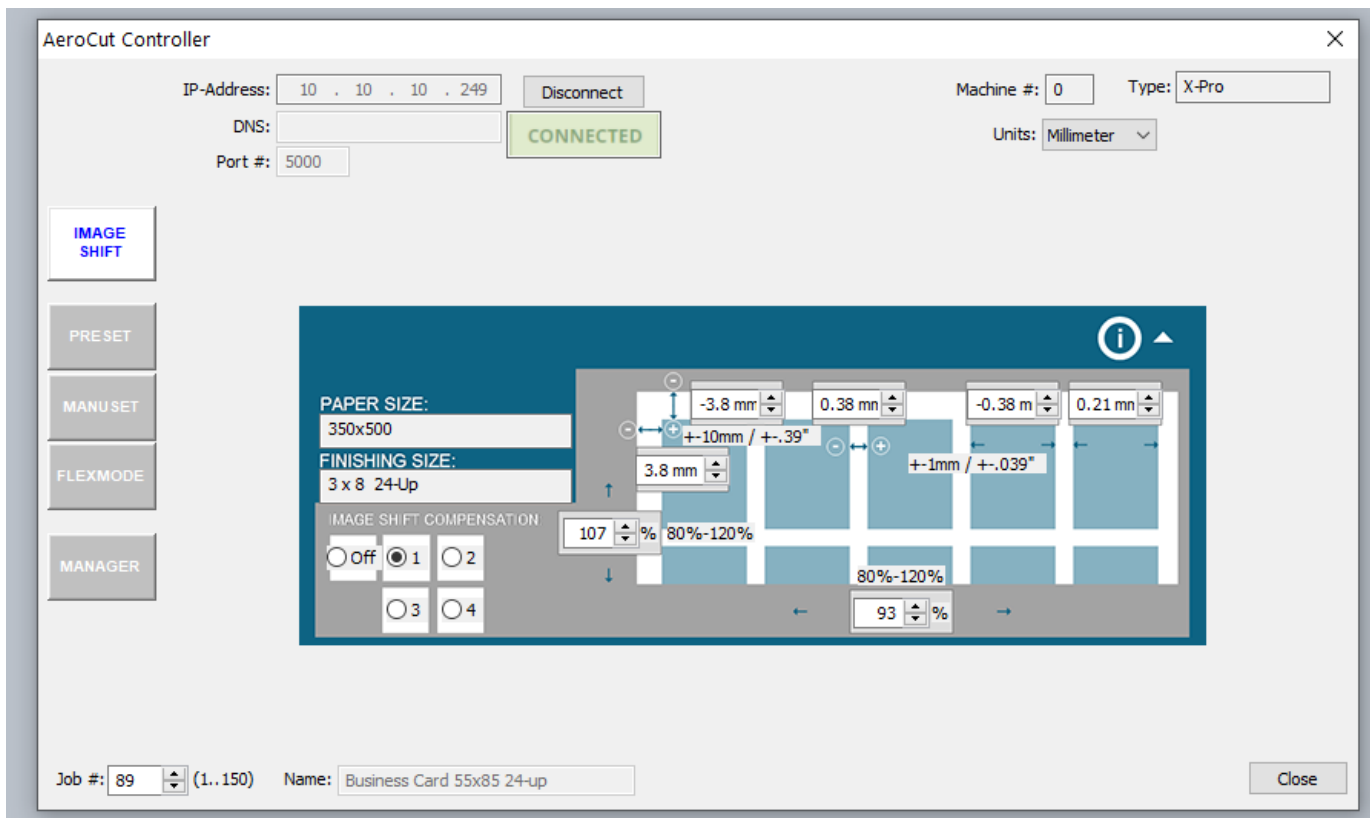 AeroCut Controller
IP-Address: 10 . 10 . 10 . 249 Disconnect Machine #: 0 Type: X-Pro
DNS: CONNECTED Units: Millimeter
Port #: 5000
IMAGE
SHIFT
PRESET
MANUSET
FLEXMODE
MANAGER
i
PAPER SIZE:
350x500
FINISHING SIZE:
3 x 8 24-Up
IMAGE SHIFT COMPENSATION
Off 1 2
3 4
-3.8 mm 0.38 mm -0.38 m 0.21 mm
+-10mm / +-.39"
+-1mm / +-.039"
3.8 mm
107 % 80%-120%
80%-120%
93 %
Job #: 89 (1..150) Name: Business Card 55x85 24-up Close